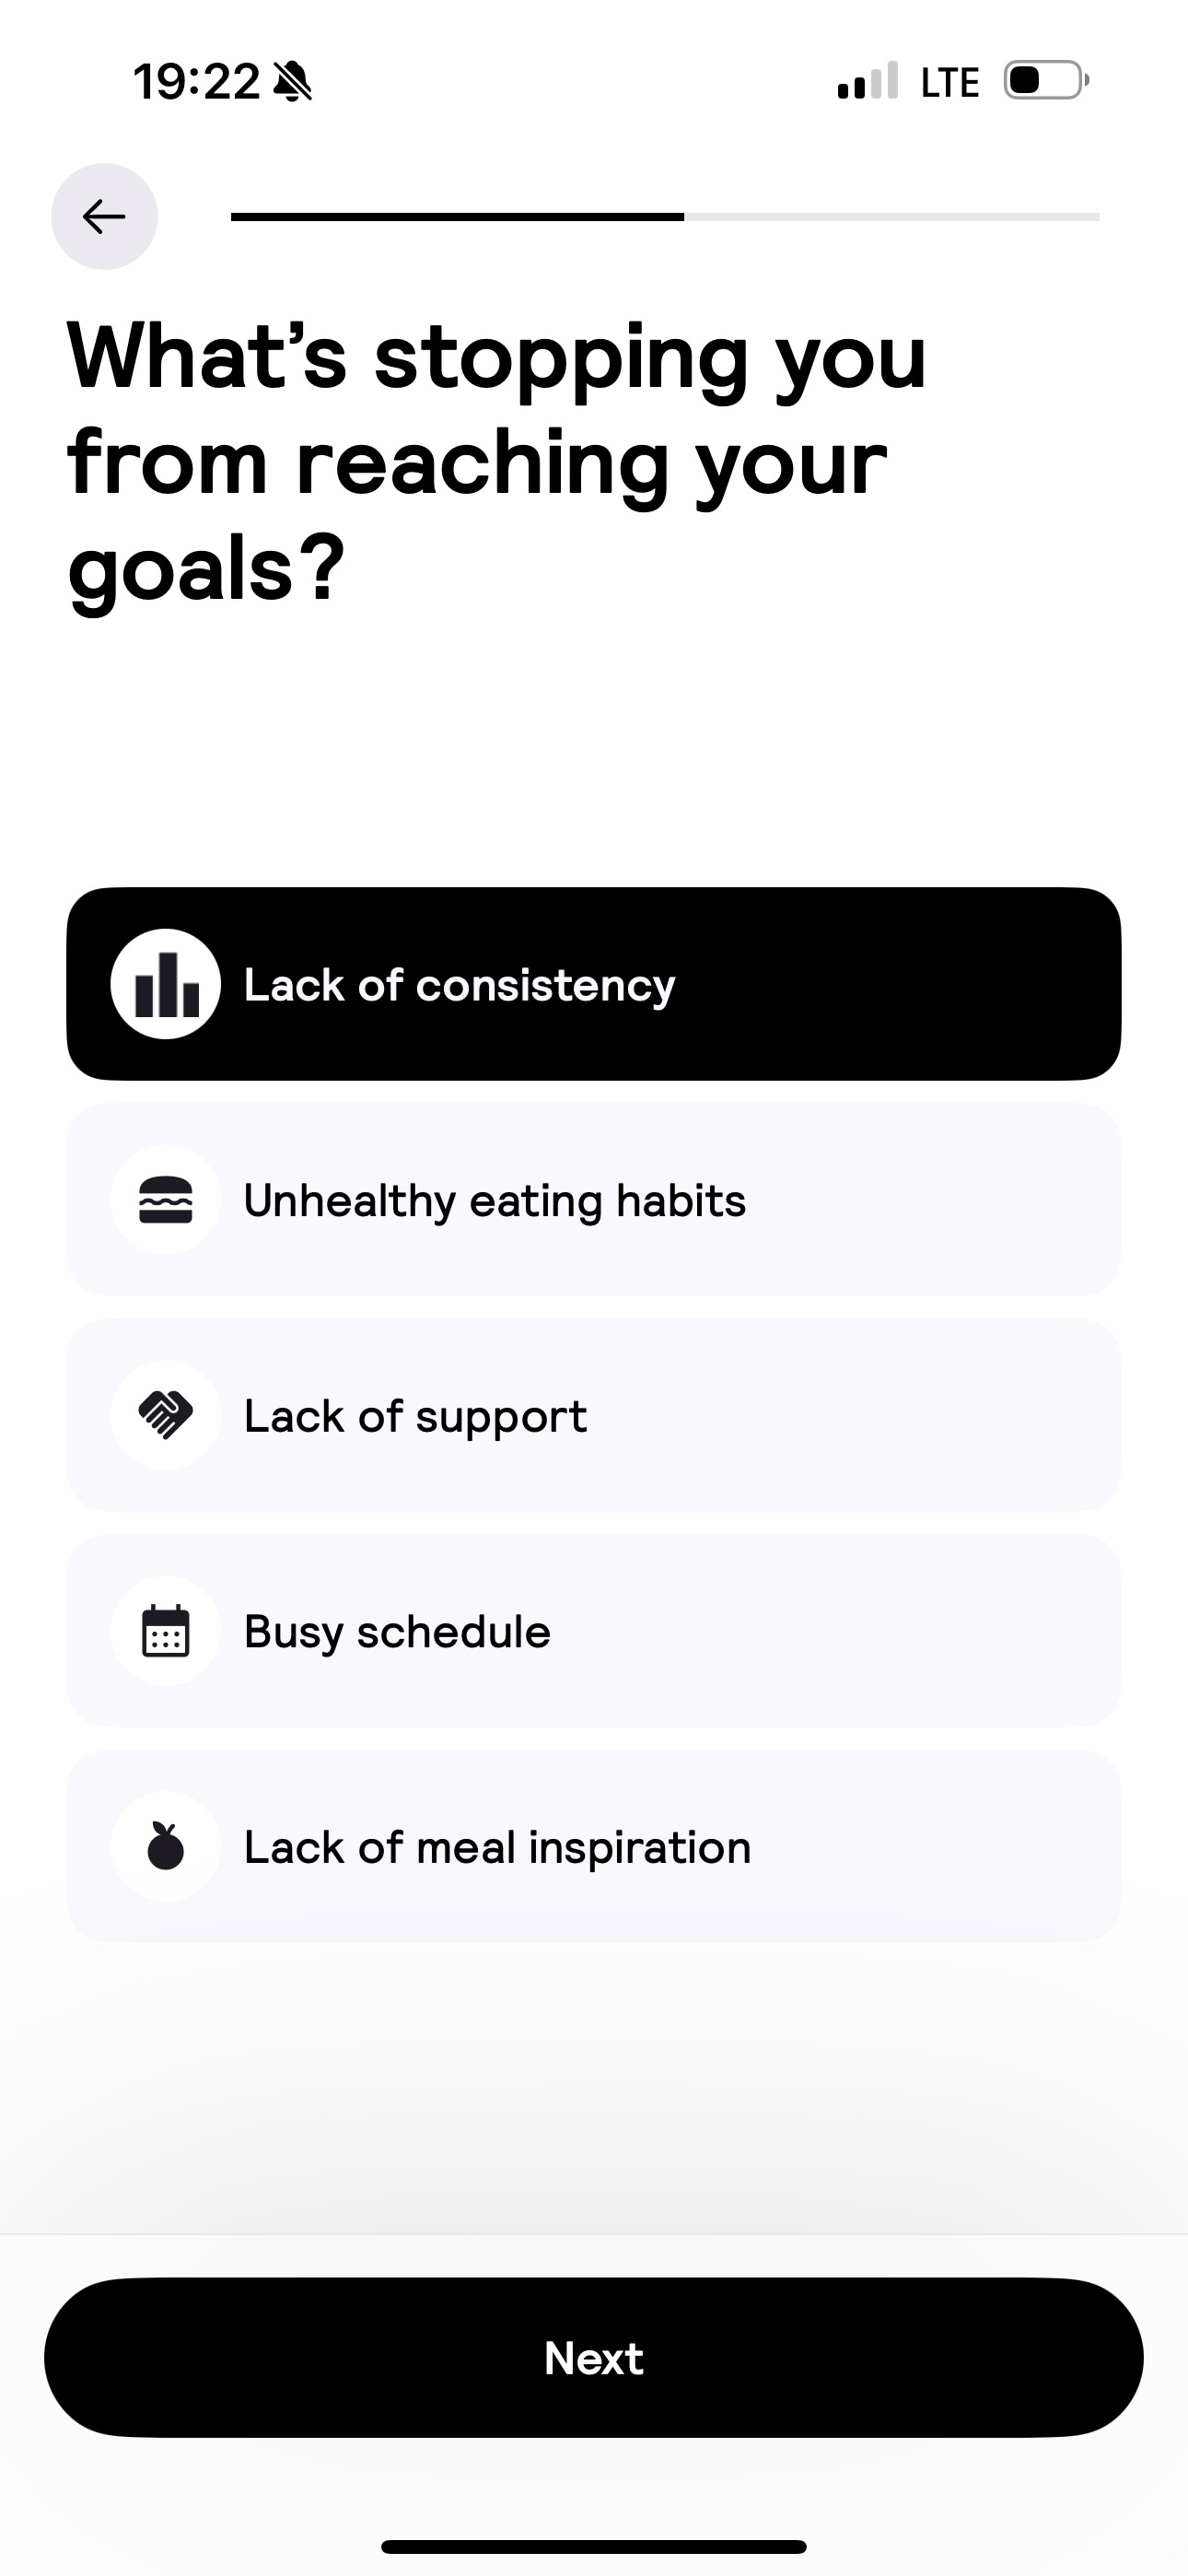 19:22
LTE
What’s stopping you
from reaching your
goals?
Lack of consistency
Unhealthy eating habits
Lack of support
Busy schedule
Lack of meal inspiration
Next